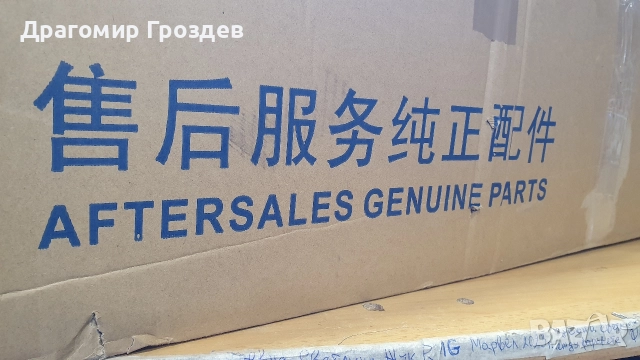 Драгомир Гроздев
售后服务纯正配件
AFTERSALES GENUINE PARTS